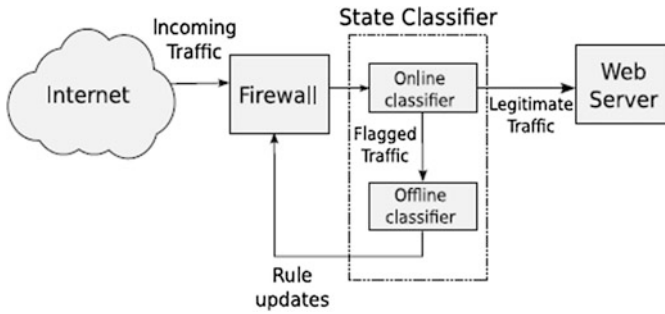 State Classifier
Incoming
Traffic
Internet
Firewall
Online
classifier
Legitimate
Traffic
Web
Server
Flagged
Traffic
Offline
classifier
Rule
updates